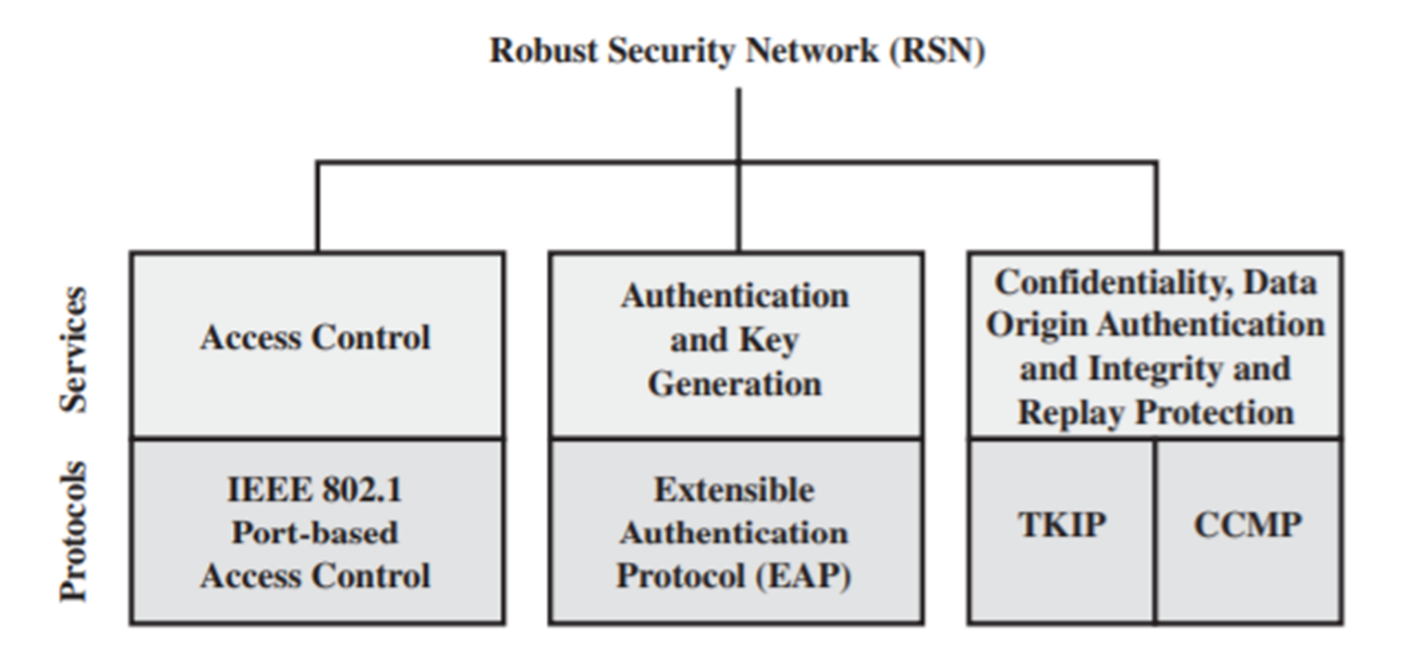 Robust Security Network (RSN)
Services
Access Control
Authentication
and Key
Generation
Confidentiality, Data
Origin Authentication
and Integrity and
Replay Protection
Protocols
IEEE 802.1
Port-based
Access Control
Extensible
Authentication
Protocol (EAP)
TKIP
CCMP